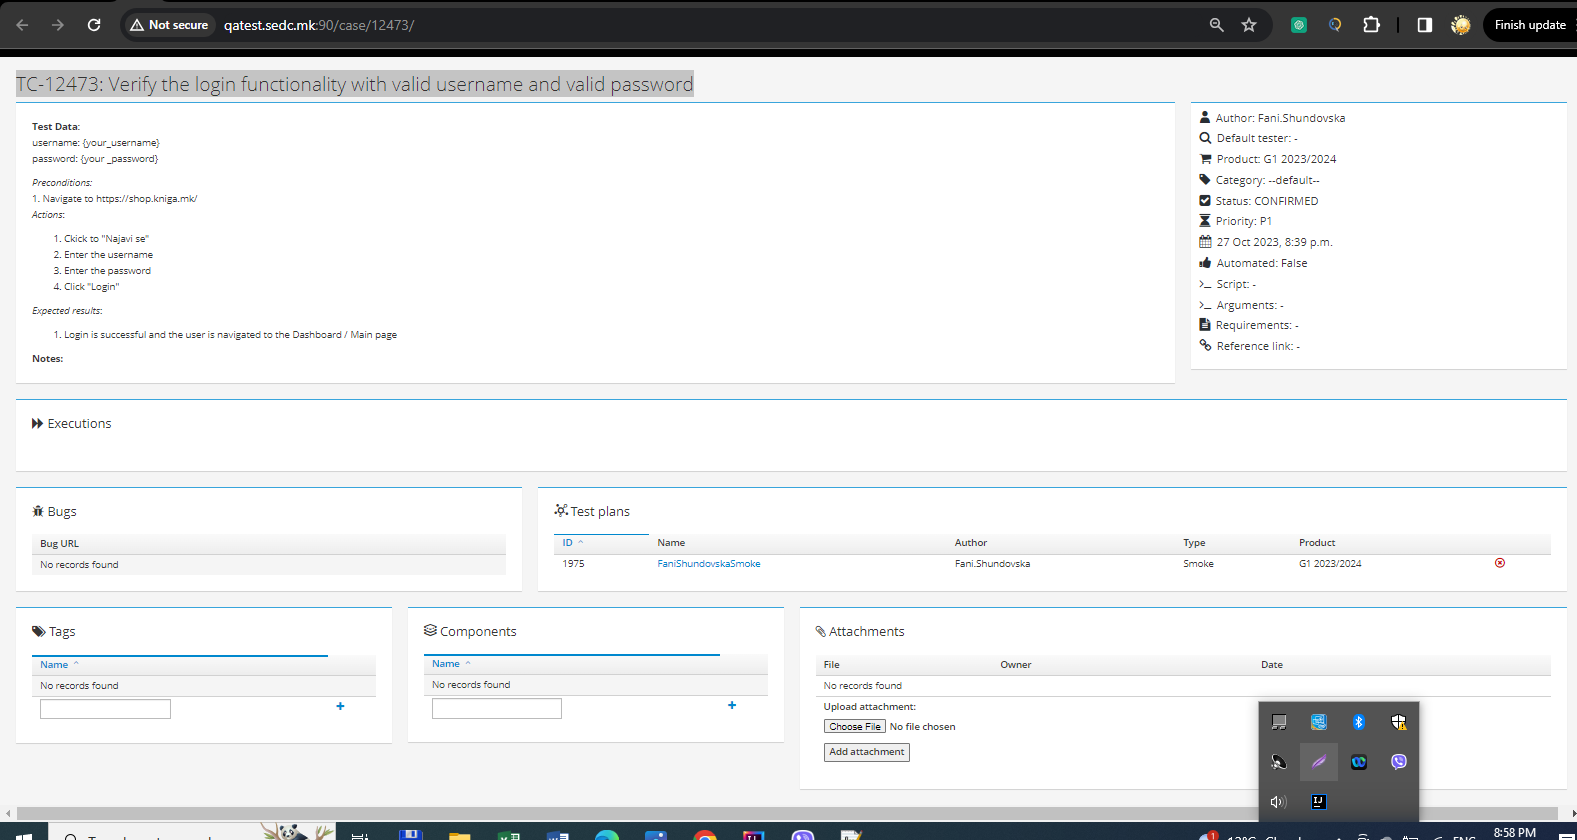 Not secure
qatest.sedc.mk:90/case/12473/
Finish update
TC-12473: Verify the login functionality with valid username and valid password
Test Data:
username: {your_username}
password: {your _password}
Preconditions:
1. Navigate to https://shop.kniga.mk/
Actions:
1. Ckick to "Najavi se"
2. Enter the username
3. Enter the password
4. Click "Login"
Expected results:
1. Login is successful and the user is navigated to the Dashboard / Main page
Notes:
Author: Fani.Shundovska
Default tester: -
Product: G1 2023/2024
Category: --default--
Status: CONFIRMED
Priority: P1
27 Oct 2023, 8:39 p.m.
Automated: False
Script: -
Arguments: -
Requirements: -
Reference link: -
Executions
Bugs
Bug URL
No records found
Test plans
ID Name Author Type Product
1975 FaniShundovskaSmoke Fani.Shundovska Smoke G1 2023/2024
Tags
Name
No records found
Components
Name
No records found
Attachments
File Owner Date
No records found
Upload attachment:
Choose File No file chosen
Add attachment
8:58 PM